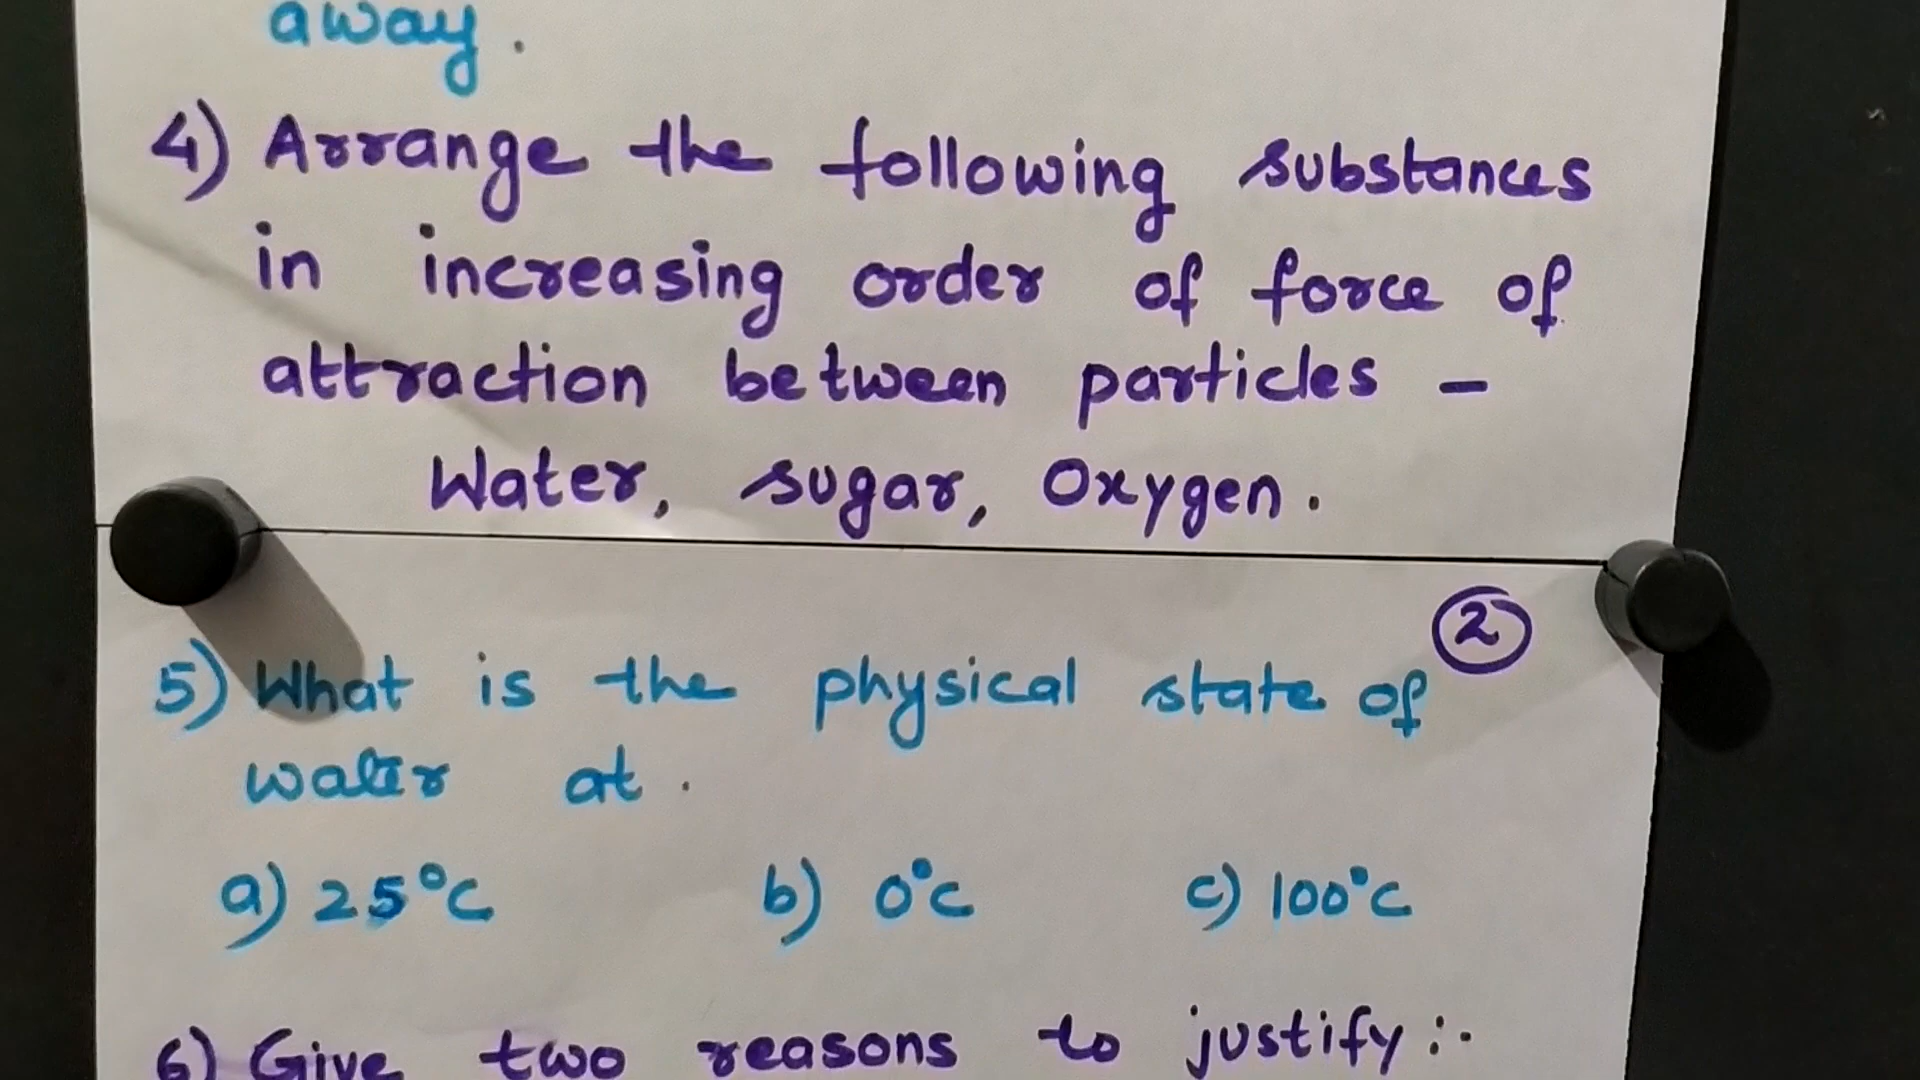 away.
4) Arrange the following substances
in increasing order of force of
attraction between particles -
Water, sugar, Oxygen.
2
5) What is the physical state of
water at.
a) 25°C b) 0°C c) 100°C
6) Give two reasons to justify :-